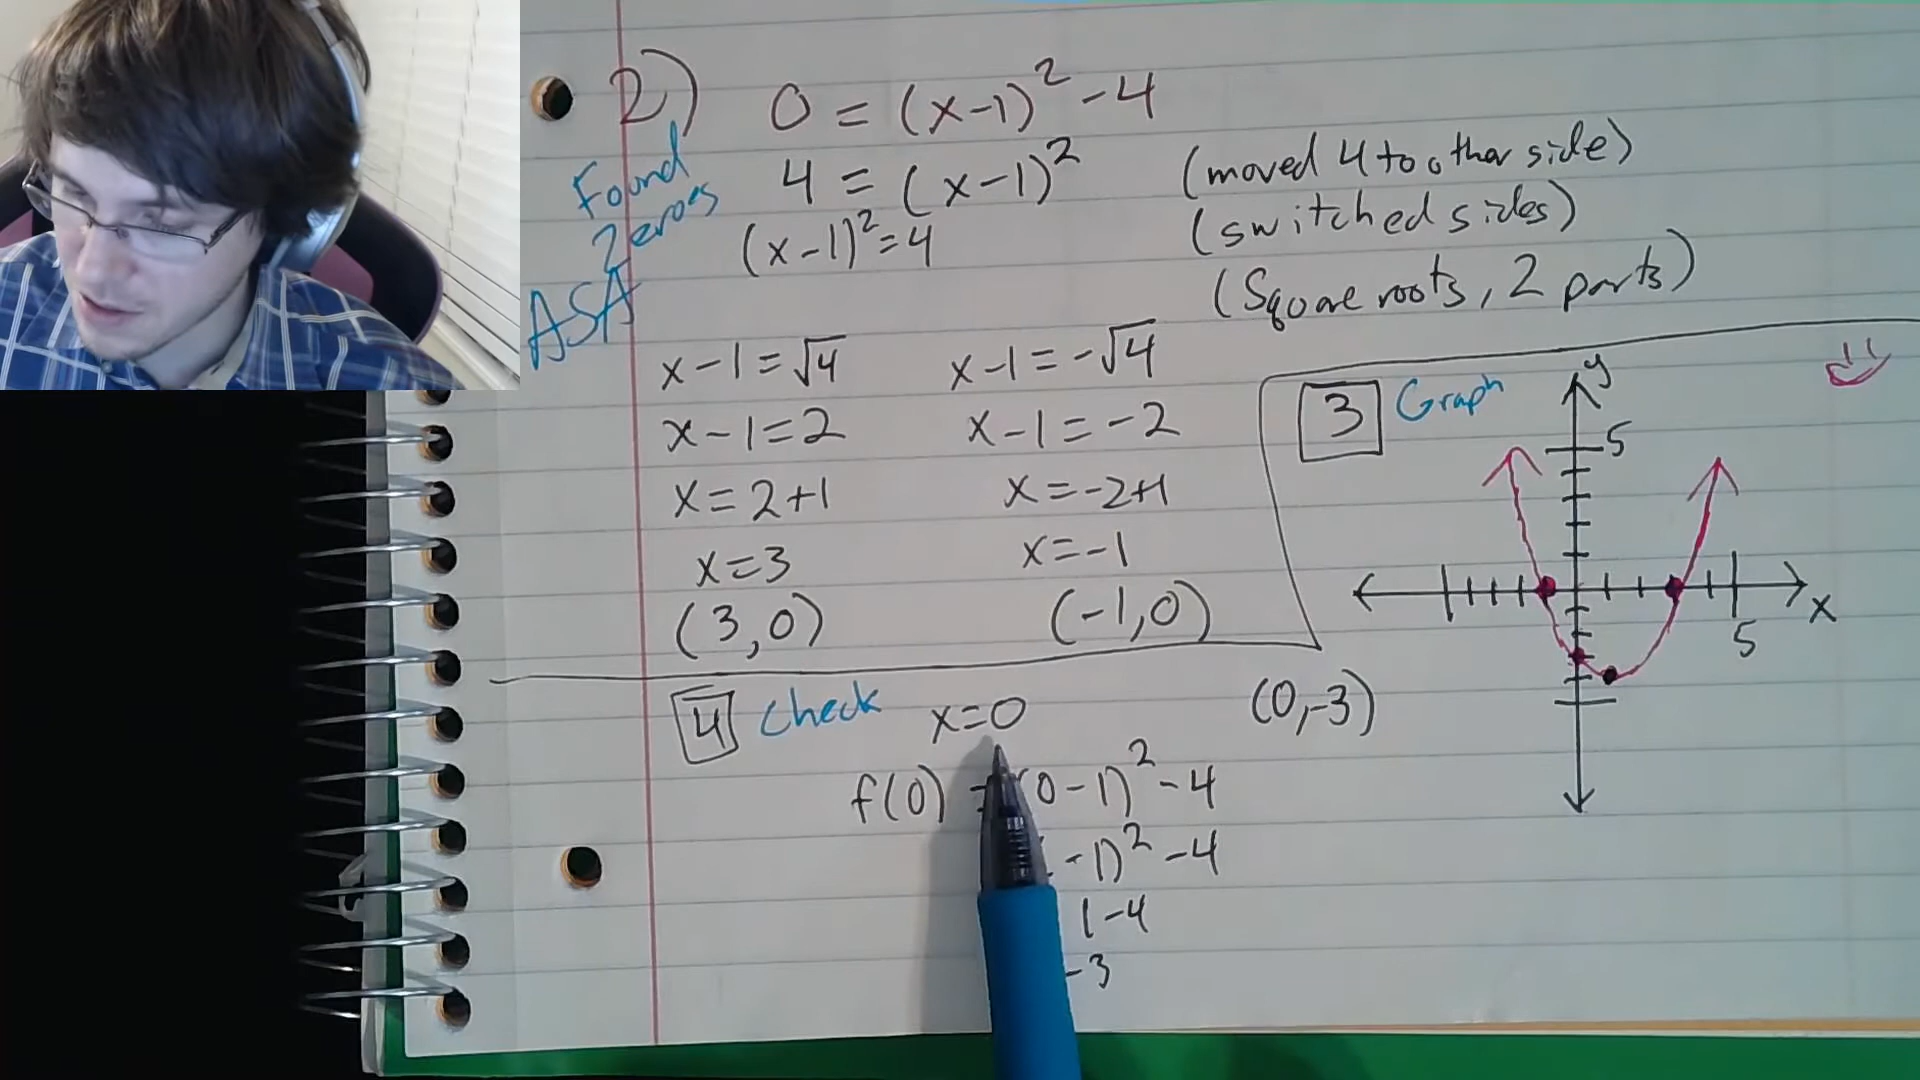 2) 0 = (x-1)² - 4
Found
Zeroes
ASA
4 = (x-1)² (moved 4 to other side)
(x-1)² = 4 (switched sides)
(Square roots, 2 parts)
x-1 = √4 x-1 = -√4
x-1 = 2 x-1 = -2
x = 2+1 x = -2+1
x = 3 x = -1
(3,0) (-1,0)
3 Graph
y
5
x
5
4 Check x=0 (0,-3)
f(0) = (0-1)² - 4
-1)² - 4
1-4
-3